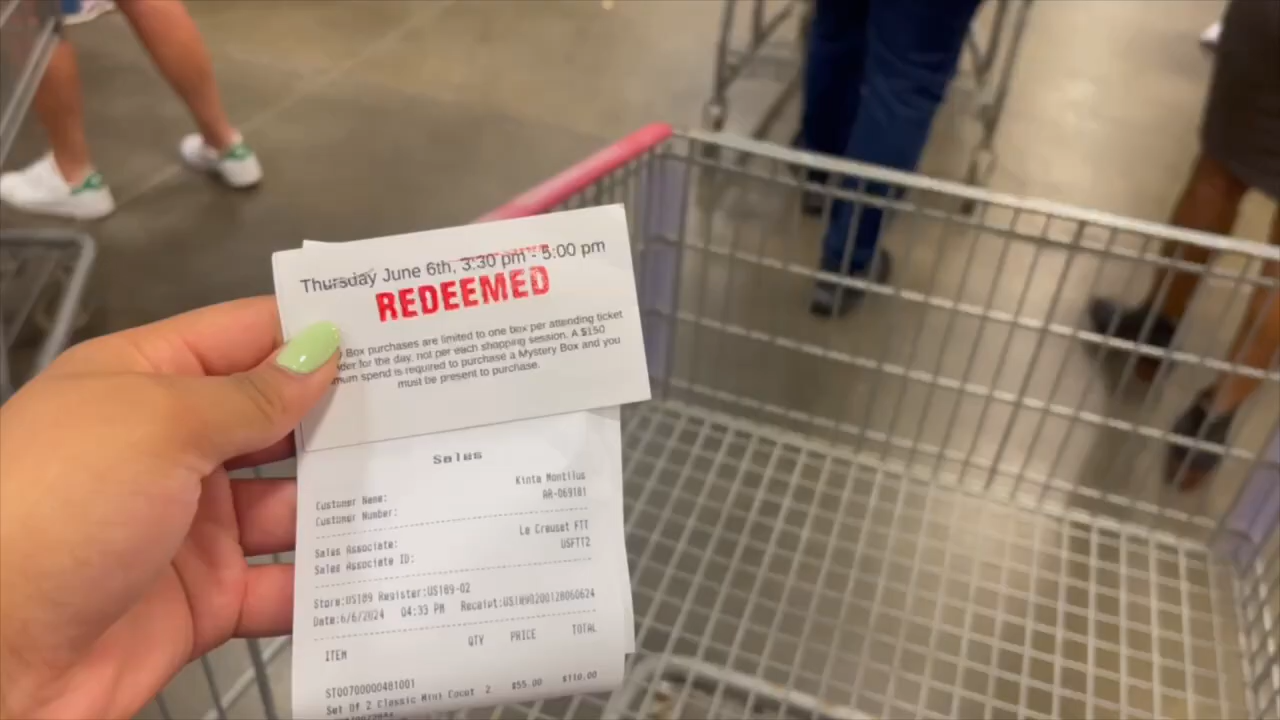 Thursday June 6th, 3:30 pm - 5:00 pm
REDEEMED
Box purchases are limited to one box per attending ticket
for the day, not per each shopping session. A $150
spend is required to purchase a Mystery Box and you
must be present to purchase.
Sales
Customer Name: Kinta Montilus
Customer Number: AR-069181
Sales Associate: Le Creuset FTT
Sales Associate ID: USFTT2
Store:US189 Register:US189-02
Date:6/6/2024 04:33 PM Receipt:US1890200128060624
ITEM QTY PRICE TOTAL
ST00700000481001
Set Of 2 Classic Mini Cocot 2 $55.00 $110.00